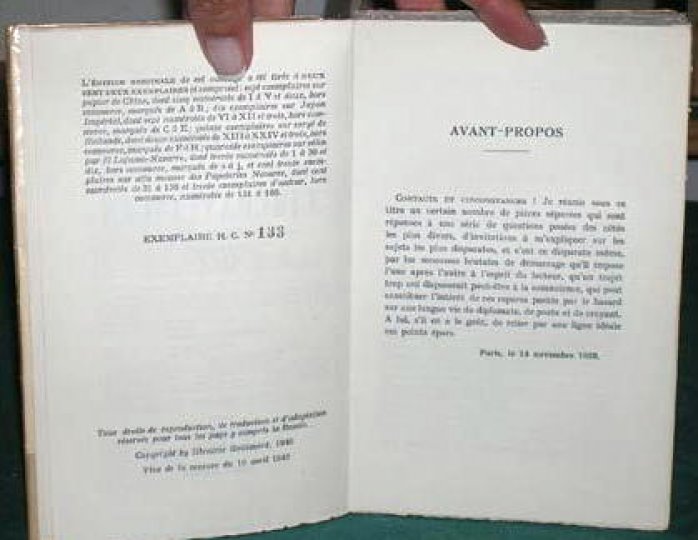 L'ÉDITION ORIGINALE de cet ouvrage a été tirée à DEUX
CENT DEUX EXEMPLAIRES et comprend : sept exemplaires sur
papier de Chine, dont cinq numérotés de I à V et deux, hors
commerce, marqués de A à B ; dix exemplaires sur Japon
Impérial, dont sept numérotés de VI à XII et trois, hors com-
merce, marqués de C à E ; quinze exemplaires sur vergé de
Hollande, dont douze numérotés de XIII à XXIV et trois, hors
commerce, marqués de F à H ; quarante exemplaires sur vélin
pur fil Lafuma-Navarre, dont trente numérotés de 1 à 30 et
dix, hors commerce, marqués de a à j, et cent trente exem-
plaires sur alfa mousse des Papeteries Navarre, dont cent
numérotés de 31 à 130 et trente exemplaires d'auteur, hors
commerce, numérotés de 131 à 160.
EXEMPLAIRE H. C. Nº 133
Tous droits de reproduction, de traduction et d'adaptation
réservés pour tous les pays y compris la Russie.
Copyright by librairie Gallimard, 1940
Visa de la censure du
AVANT-PROPOS
CONTACTS ET CIRCONSTANCES ! Je réunis sous ce
titre un certain nombre de pièces séparées qui sont
réponses à une série de questions posées des côtés
les plus divers, d'invitations à m'expliquer sur les
sujets les plus disparates, et c'est ce disparate même,
par les secousses brutales de démarrage qu'il impose
l'une après l'autre à l'esprit du lecteur, qu'un trajet
trop uni disposerait peut-être à la somnolence, qui peut
constituer l'intérêt de ces repères posés par le hasard
sur une longue vie de diplomate, de poète et de croyant.
A lui, s'il en a le goût, de relier par une ligne idéale
ces points épars.
Paris, le 14 novembre